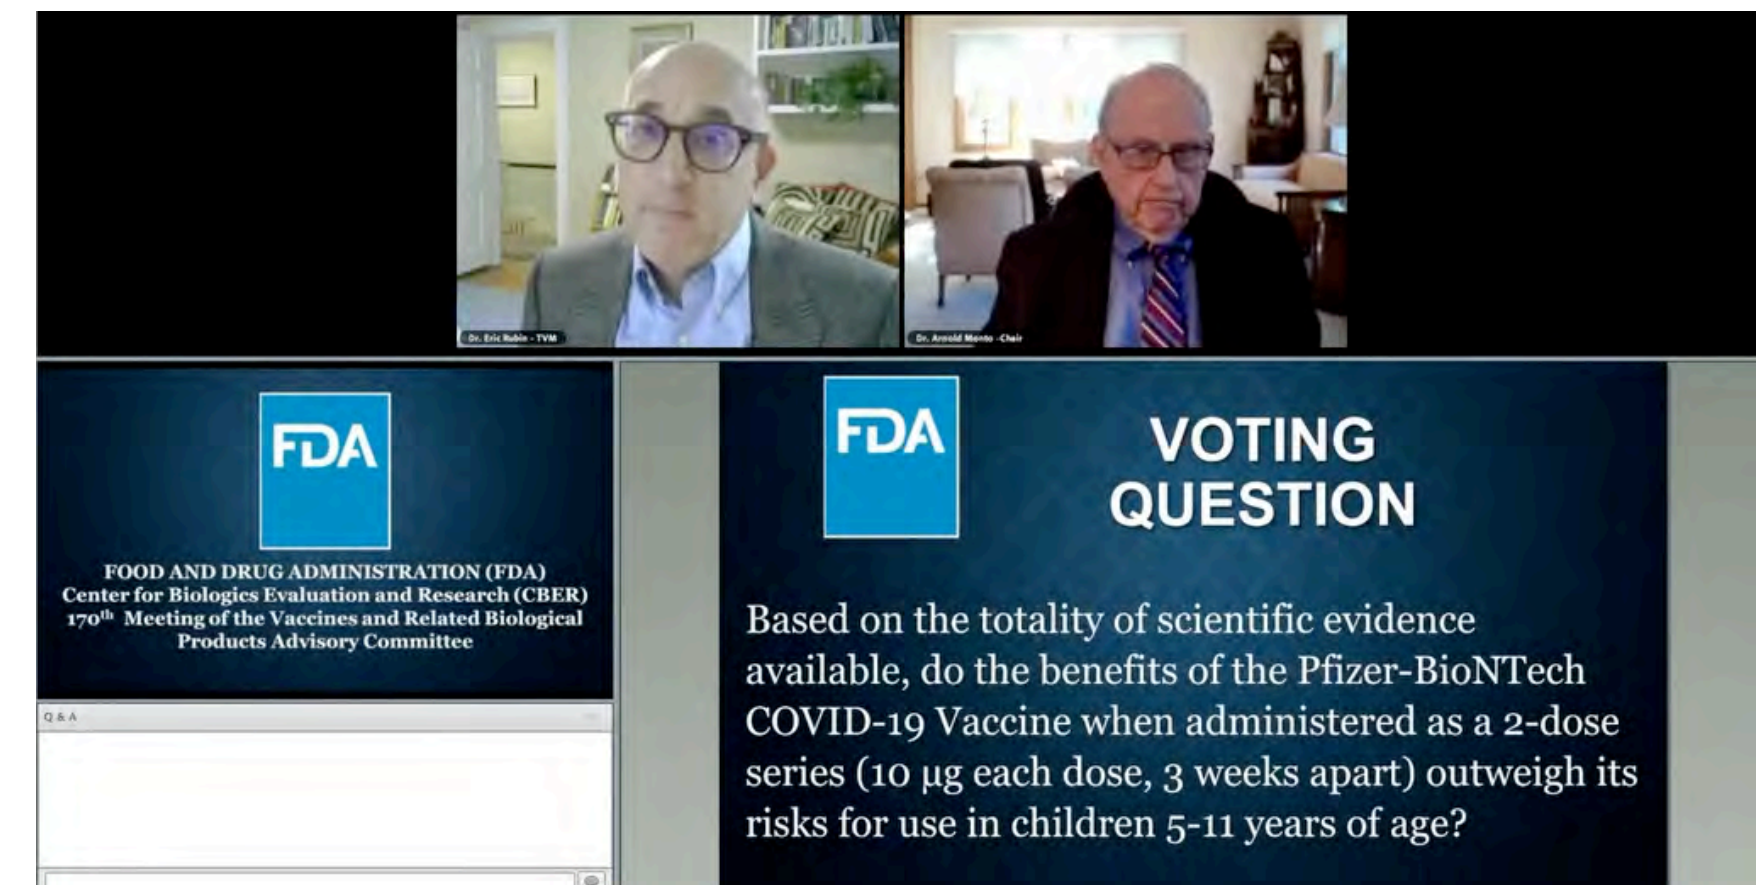 Dr. Eric Rubin - TVM
Dr. Arnold Monto -Chair
FDA
FOOD AND DRUG ADMINISTRATION (FDA)
Center for Biologics Evaluation and Research (CBER)
170th Meeting of the Vaccines and Related Biological
Products Advisory Committee
Q & A
FDA
VOTING
QUESTION
Based on the totality of scientific evidence
available, do the benefits of the Pfizer-BioNTech
COVID-19 Vaccine when administered as a 2-dose
series (10 µg each dose, 3 weeks apart) outweigh its
risks for use in children 5-11 years of age?